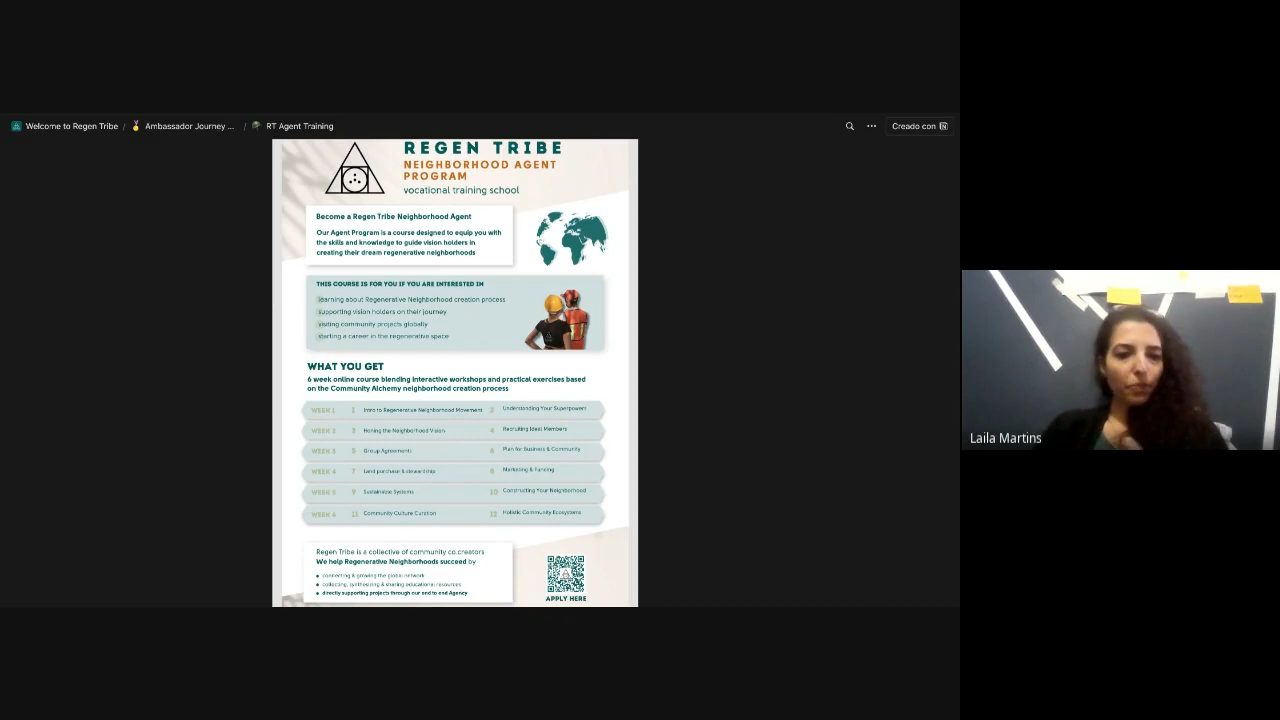 Welcome to Regen Tribe / Ambassador Journey ... / RT Agent Training
Creado con
REGEN TRIBE
NEIGHBORHOOD AGENT
PROGRAM
vocational training school
Become a Regen Tribe Neighborhood Agent
Our Agent Program is a course designed to equip you with
the skills and knowledge to guide vision holders in
creating their dream regenerative neighborhoods
THIS COURSE IS FOR YOU IF YOU ARE INTERESTED IN
learning about Regenerative Neighborhood creation process
supporting vision holders on their journey
visiting community projects globally
starting a career in the regenerative space
WHAT YOU GET
6 week online course blending Interactive workshops and practical exercises based
on the Community Alchemy neighborhood creation process
WEEK 1 1 Intro to Regenerative Neighborhood Movement 2 Understanding Your Superpowers
WEEK 2 3 Honing the Neighborhood Vision 4 Recruiting Ideal Members
WEEK 3 5 Group Agreements 6 Plan for Business & Community
WEEK 4 7 Land purchase & stewardship 8 Marketing & Funding
WEEK 5 9 Sustainable Systems 10 Constructing Your Neighborhood
WEEK 6 11 Community Culture Curation 12 Holistic Community Ecosystems
Regen Tribe is a collective of community co.creators
We help Regenerative Neighborhoods succeed by
connecting & growing the global network
collecting, synthesizing & sharing educational resources
directly supporting projects through our end to end Agency
APPLY HERE
Laila Martins